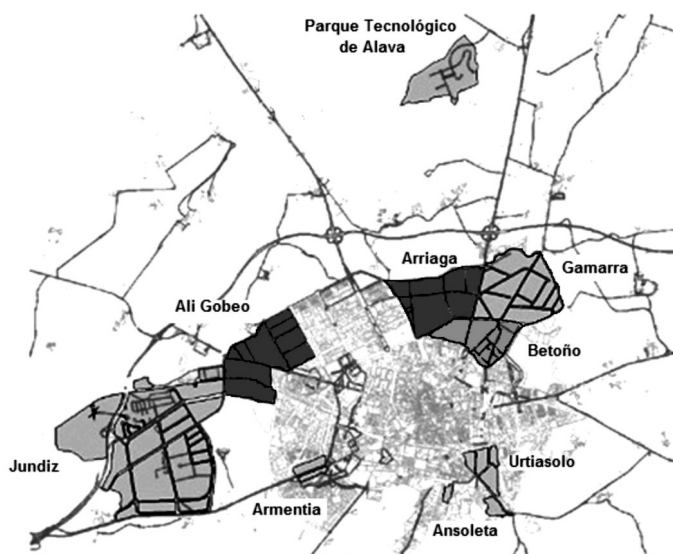 Parque Tecnológico
de Alava
Arriaga
Gamarra
Ali Gobeo
Betoño
Jundiz
Urtiasolo
Armentia
Ansoleta